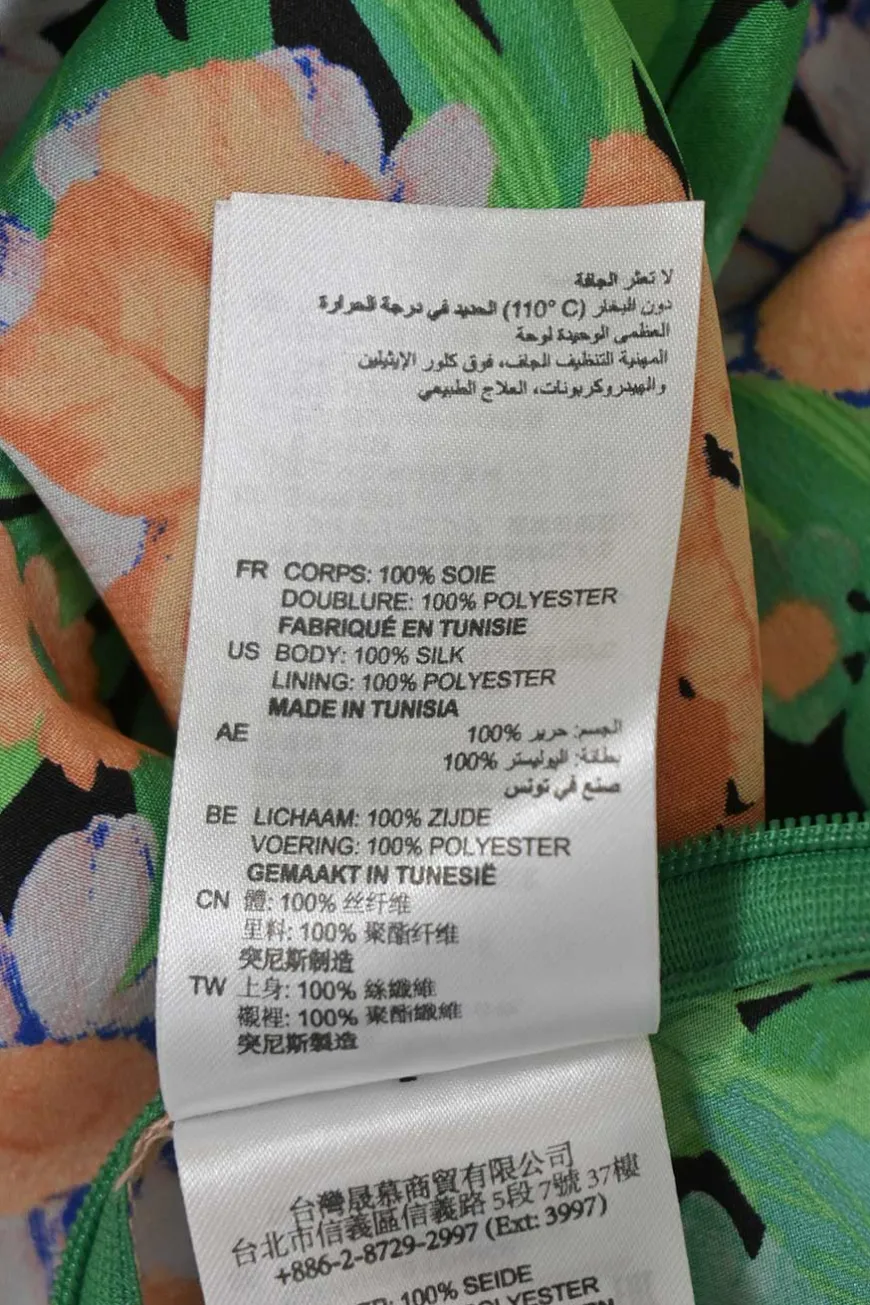 لا تعثر الجافة
دون البخار (110° C) الحديد في درجة الحرارة
العظمى الوحيدة لوحة
المهنية التنظيف الجاف، فوق كلور الإيثيلين
والهيدروكربونات، العلاج الطبيعي
FR CORPS: 100% SOIE
DOUBLURE: 100% POLYESTER
FABRIQUÉ EN TUNISIE
US BODY: 100% SILK
LINING: 100% POLYESTER
MADE IN TUNISIA
AE الجسم: حرير 100%
بطانة: البوليستر 100%
صنع في تونس
BE LICHAAM: 100% ZIJDE
VOERING: 100% POLYESTER
GEMAAKT IN TUNESIË
CN 體: 100% 丝纤维
里料: 100% 聚酯纤维
突尼斯制造
TW 上身: 100% 絲纖維
襯裡: 100% 聚酯纖維
突尼斯製造
台灣晟慕商貿有限公司
台北市信義區信義路 5段 7號 37樓
+886-2-8729-2997 (Ext: 3997)
100% SEIDE
POLYESTER